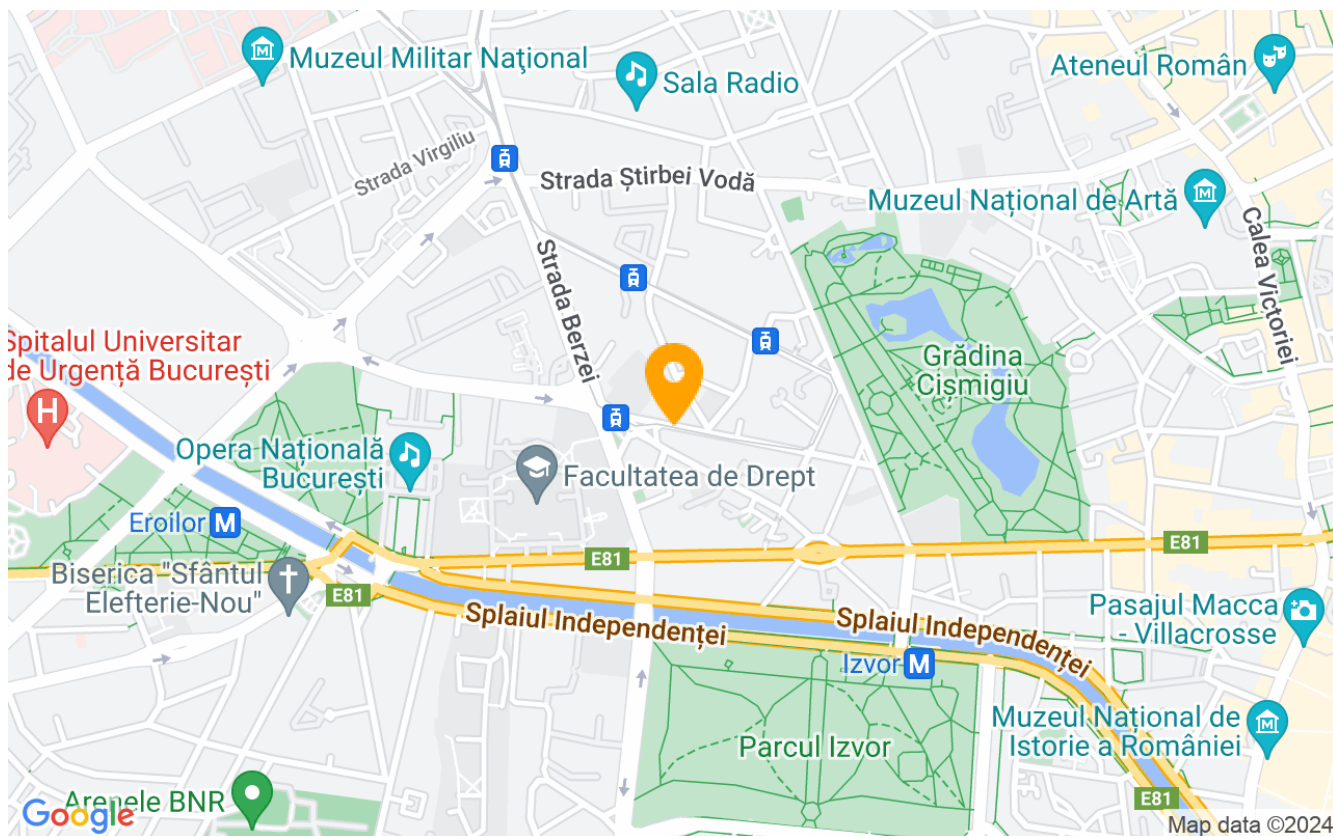 Muzeul Militar Naţional
Sala Radio
Ateneul Român
Strada Virgiliu
Strada Știrbei Vodă
Muzeul Național de Artă
Calea Victoriei
Strada Berzei
Spitalul Universitar
de Urgență București
H
Grădina
Cișmigiu
Opera Națională
București
Facultatea de Drept
Eroilor M
E81
E81
Biserica "Sfântul
Elefterie-Nou"
E81
Splaiul Independenței
Splaiul Independenței
Pasajul Macca
- Villacrosse
Izvor M
Muzeul Național de
Istorie a României
Parcul Izvor
Arenele BNR
E81
Google
Map data ©2024